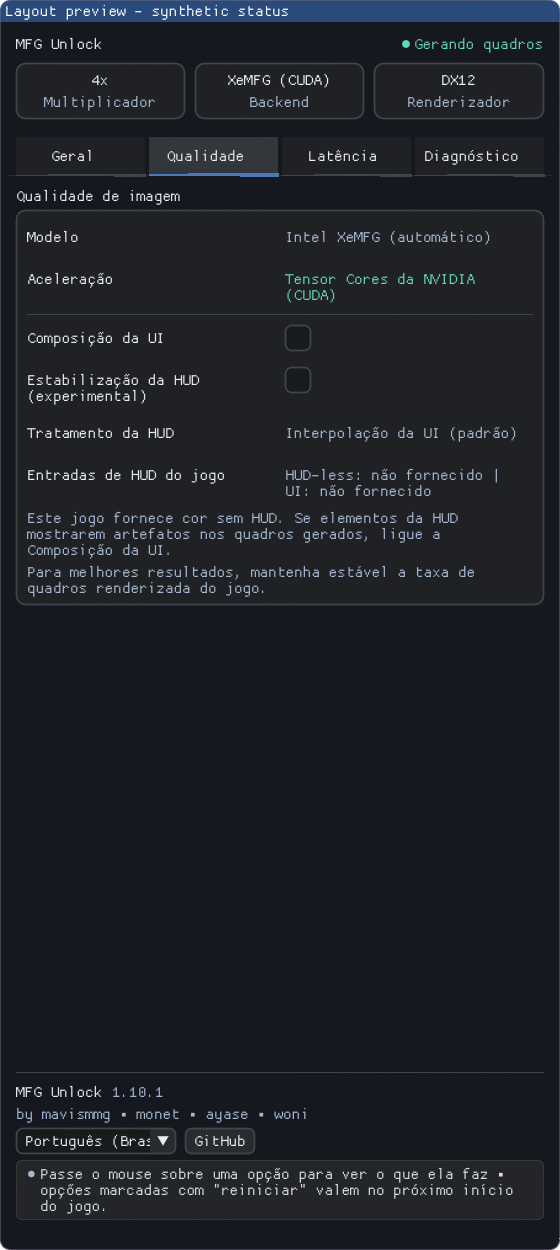 Layout preview - synthetic status
MFG Unlock
Gerando quadros
4x
Multiplicador
XeMFG (CUDA)
Backend
DX12
Renderizador
Geral
Qualidade
Latência
Diagnóstico
Qualidade de imagem
Modelo
Intel XeMFG (automático)
Aceleração
Tensor Cores da NVIDIA
(CUDA)
Composição da UI
Estabilização da HUD
(experimental)
Tratamento da HUD
Interpolação da UI (padrão)
Entradas de HUD do jogo
HUD-less: não fornecido |
UI: não fornecido
Este jogo fornece cor sem HUD. Se elementos da HUD
mostrarem artefatos nos quadros gerados, ligue a
Composição da UI.
Para melhores resultados, mantenha estável a taxa de
quadros renderizada do jogo.
MFG Unlock 1.10.1
by mavismmg • monet • ayase • woni
Português (Bras
GitHub
Passe o mouse sobre uma opção para ver o que ela faz •
opções marcadas com "reiniciar" valem no próximo início
do jogo.